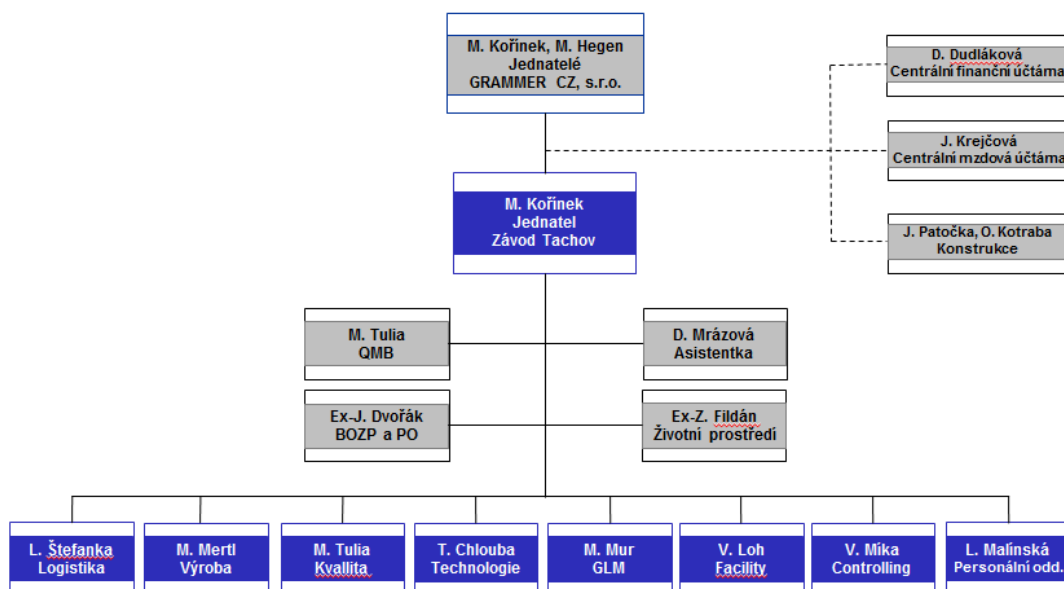 M. Kořínek, M. Hegen
Jednatelé
GRAMMER CZ, s.r.o.
D. Dudláková
Centrální finanční účtárna
J. Krejčová
Centrální mzdová účtárna
J. Patočka, O. Kotraba
Konstrukce
M. Kořínek
Jednatel
Závod Tachov
M. Tulia
QMB
D. Mrázová
Asistentka
Ex-J. Dvořák
BOZP a PO
Ex-Z. Fildán
Životní prostředí
L. Štefanka
Logistika
M. Mertl
Výroba
M. Tulia
Kvallita
T. Chlouba
Technologie
M. Mur
GLM
V. Loh
Facility
V. Míka
Controlling
L. Malínská
Personální odd.